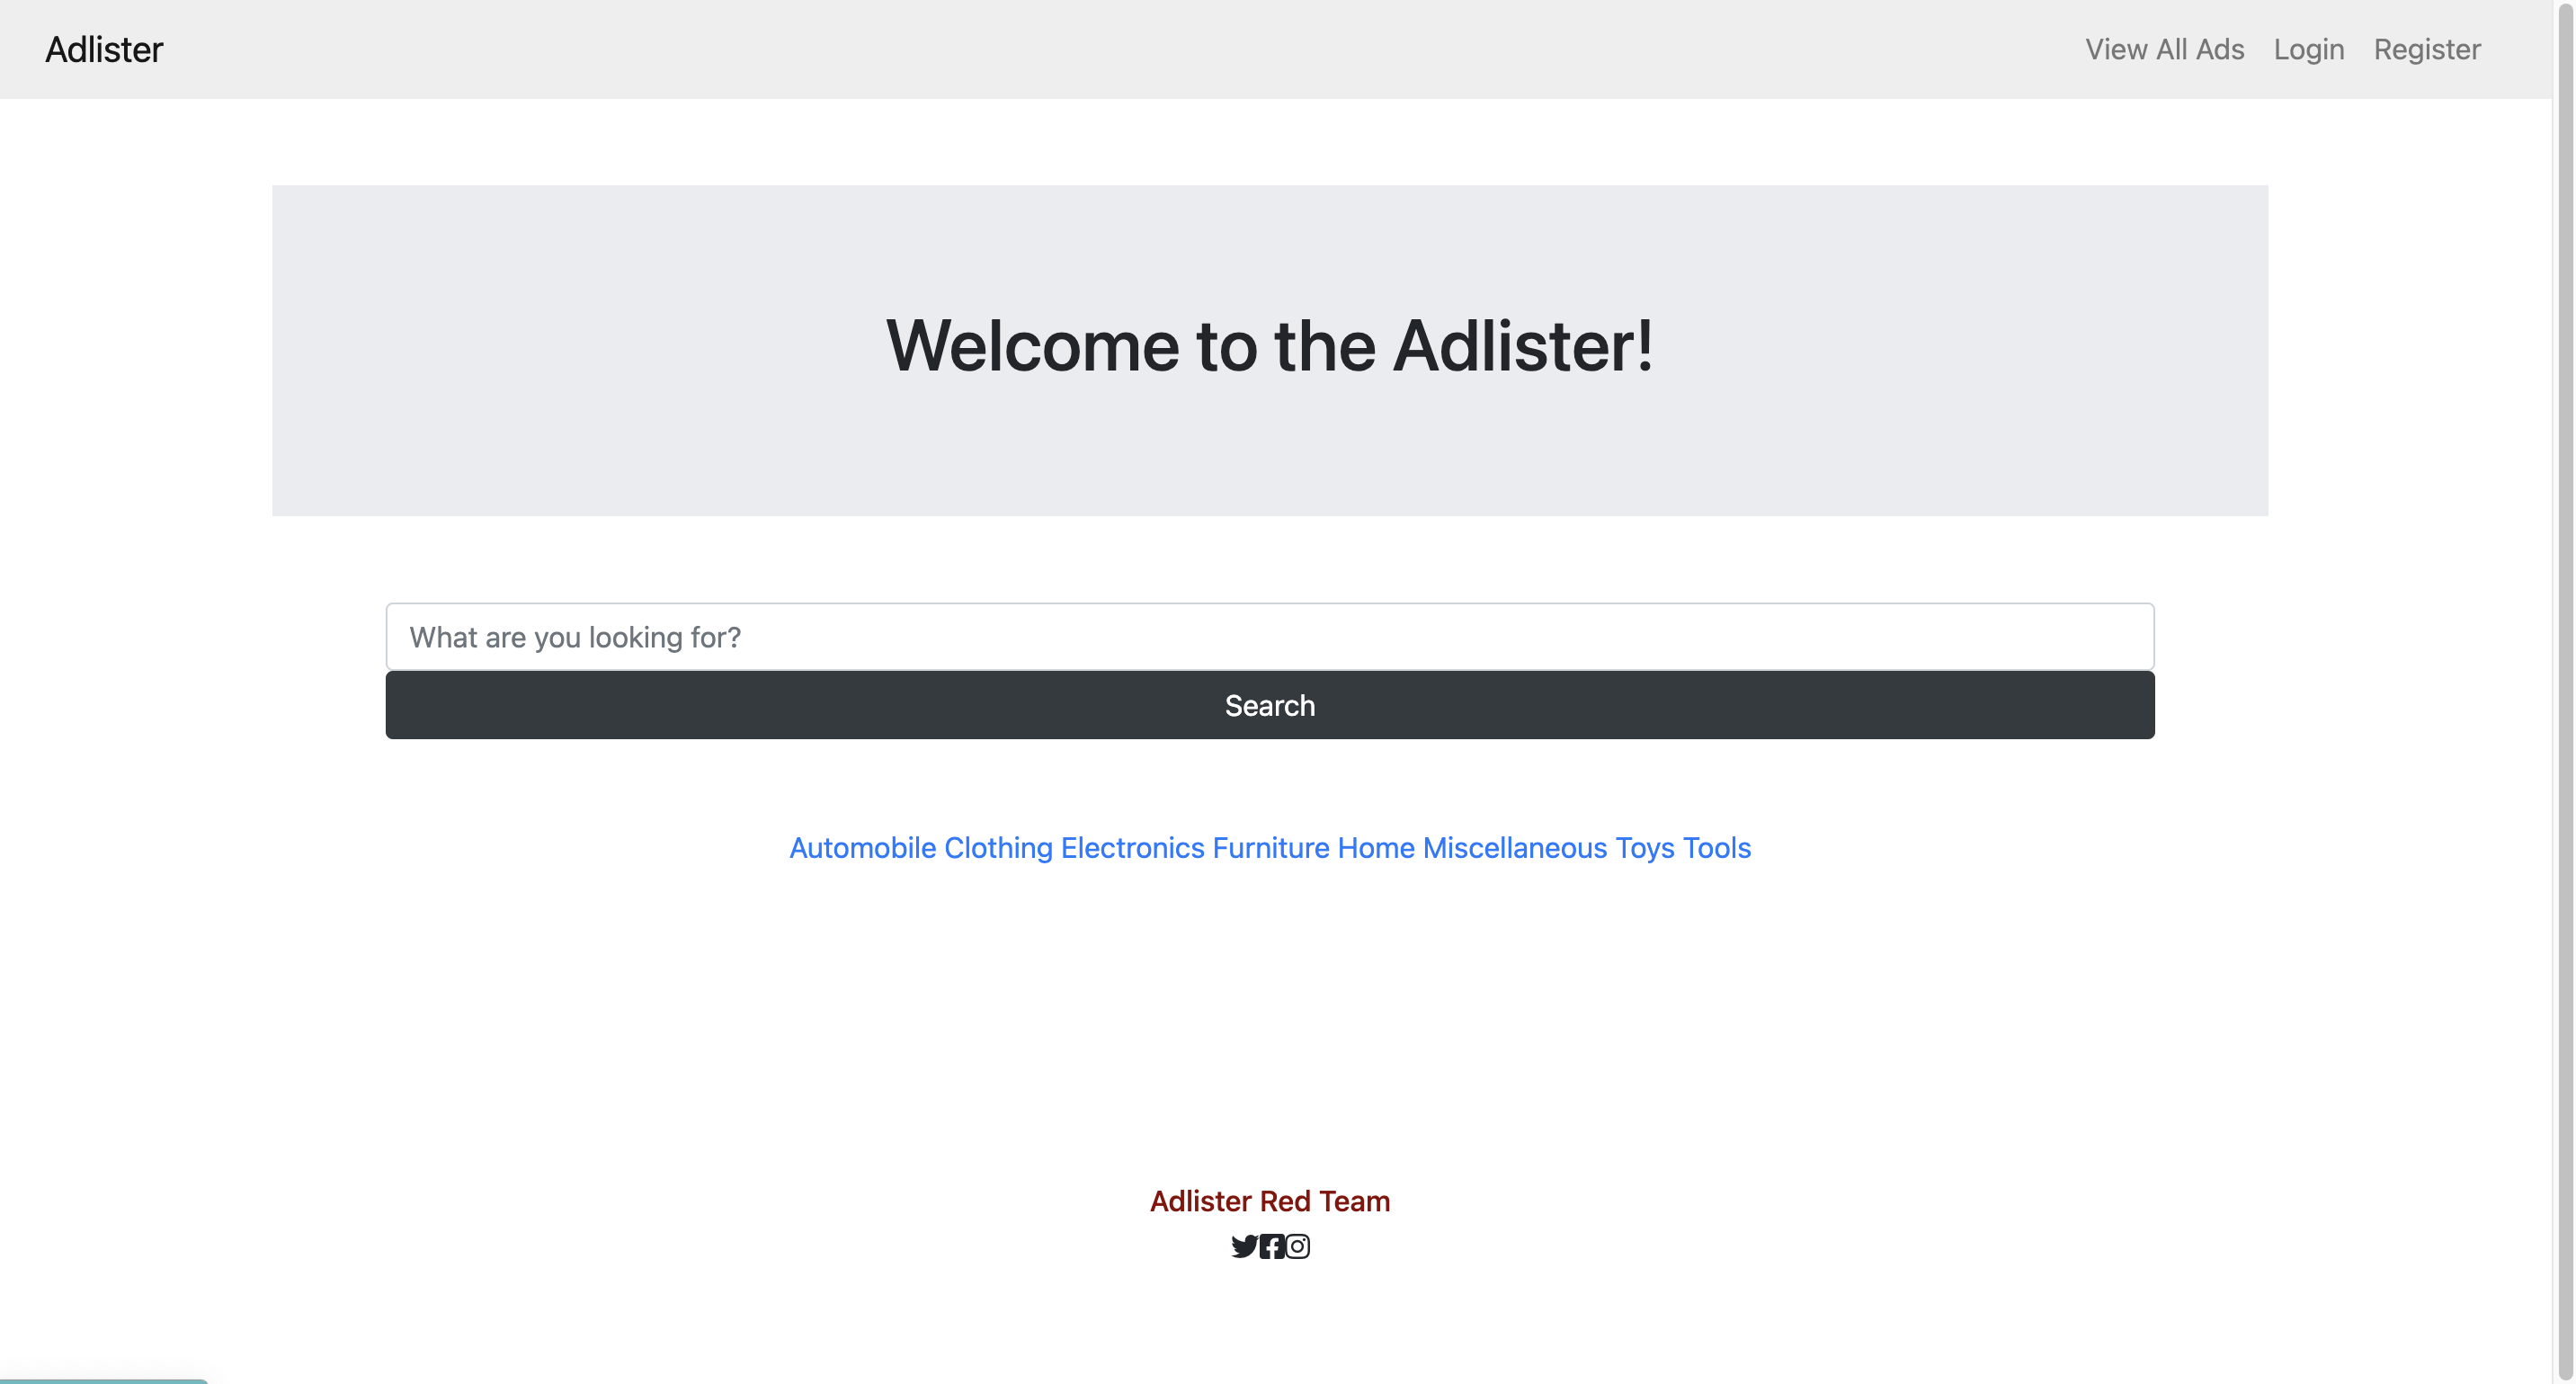 Adlister View All Ads Login Register
Welcome to the Adlister!
What are you looking for?
Search
Automobile Clothing Electronics Furniture Home Miscellaneous Toys Tools
Adlister Red Team